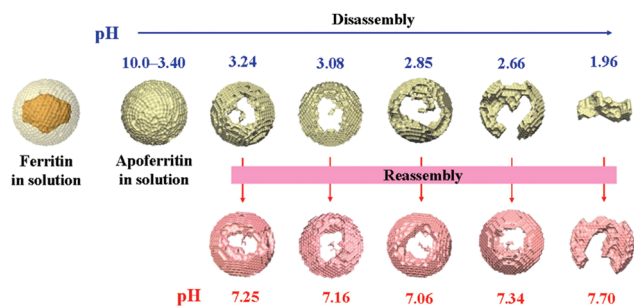 Disassembly
pH
10.0–3.40 3.24 3.08 2.85 2.66 1.96
Ferritin in solution
Apoferritin in solution
Reassembly
pH 7.25 7.16 7.06 7.34 7.70